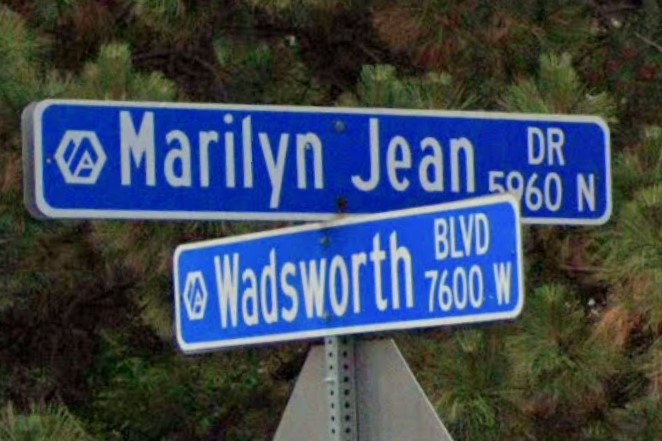 Marilyn Jean DR
5960 N
Wadsworth BLVD
7600 W